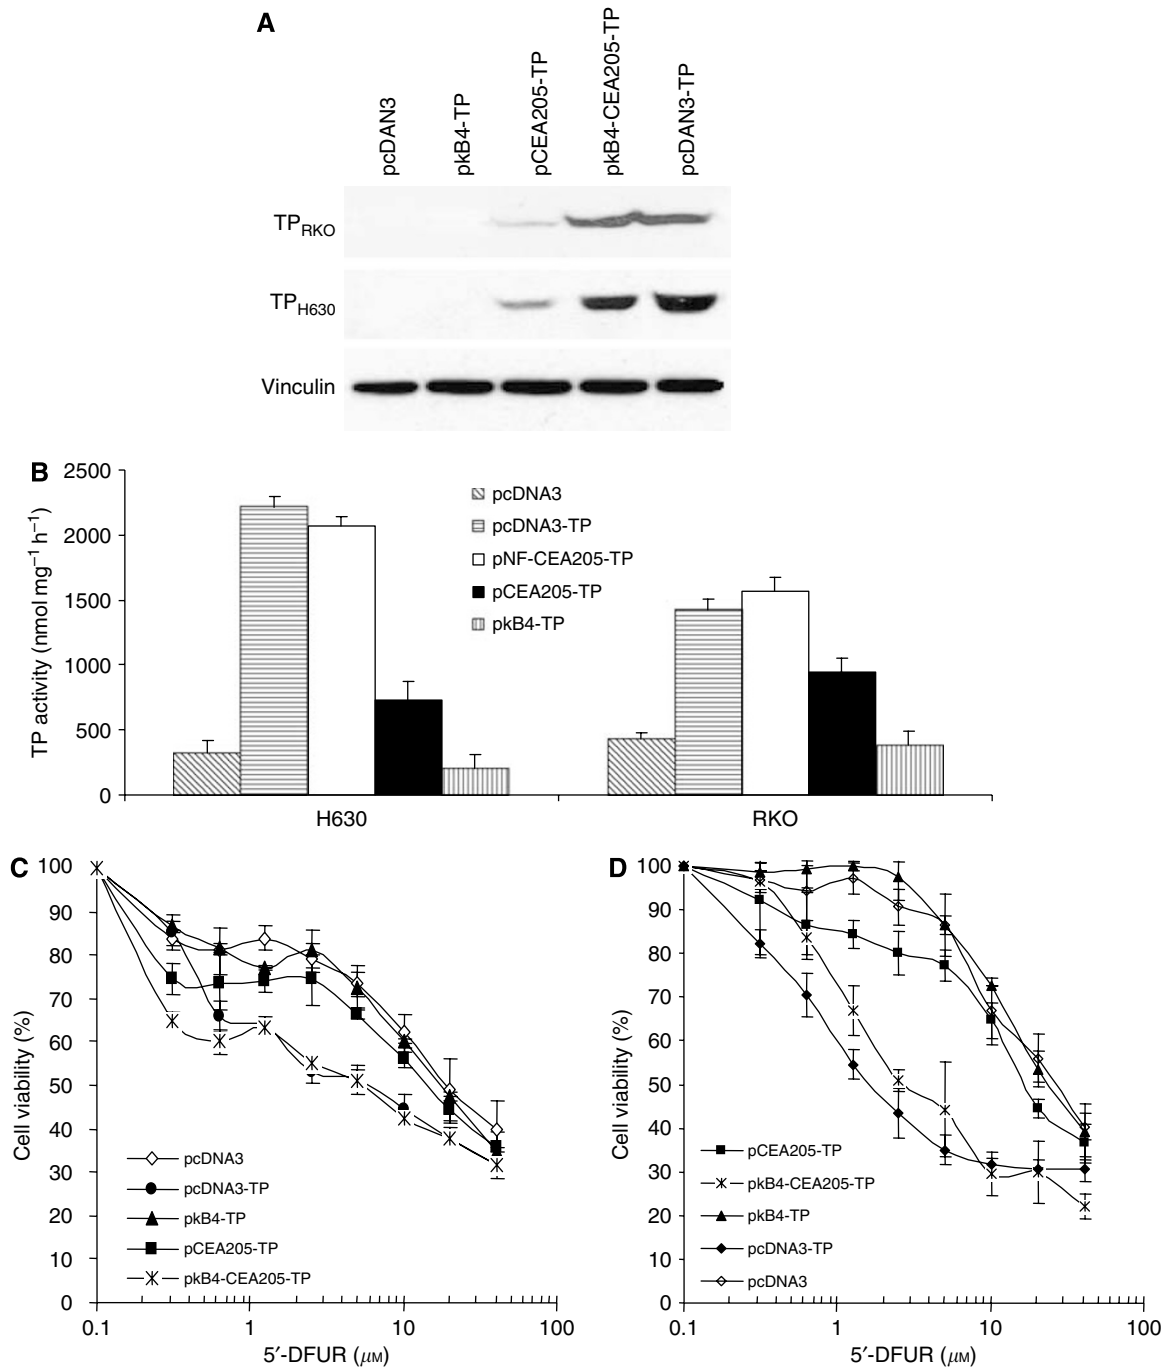 A
pcDAN3
pkB4-TP
pCEA205-TP
pkB4-CEA205-TP
pcDAN3-TP
TPRKO
TPH630
Vinculin
B
TP activity (nmol mg−1 h−1)
2500
2000
1500
1000
500
0
pcDNA3
pcDNA3-TP
pNF-CEA205-TP
pCEA205-TP
pkB4-TP
H630
RKO
C
Cell viability (%)
100
90
80
70
60
50
40
30
20
10
0
pcDNA3
pcDNA3-TP
pkB4-TP
pCEA205-TP
pkB4-CEA205-TP
0.1
1
10
100
5′-DFUR (μM)
D
Cell viability (%)
100
90
80
70
60
50
40
30
20
10
0
pCEA205-TP
pkB4-CEA205-TP
pkB4-TP
pcDNA3-TP
pcDNA3
0.1
1
10
100
5′-DFUR (μM)